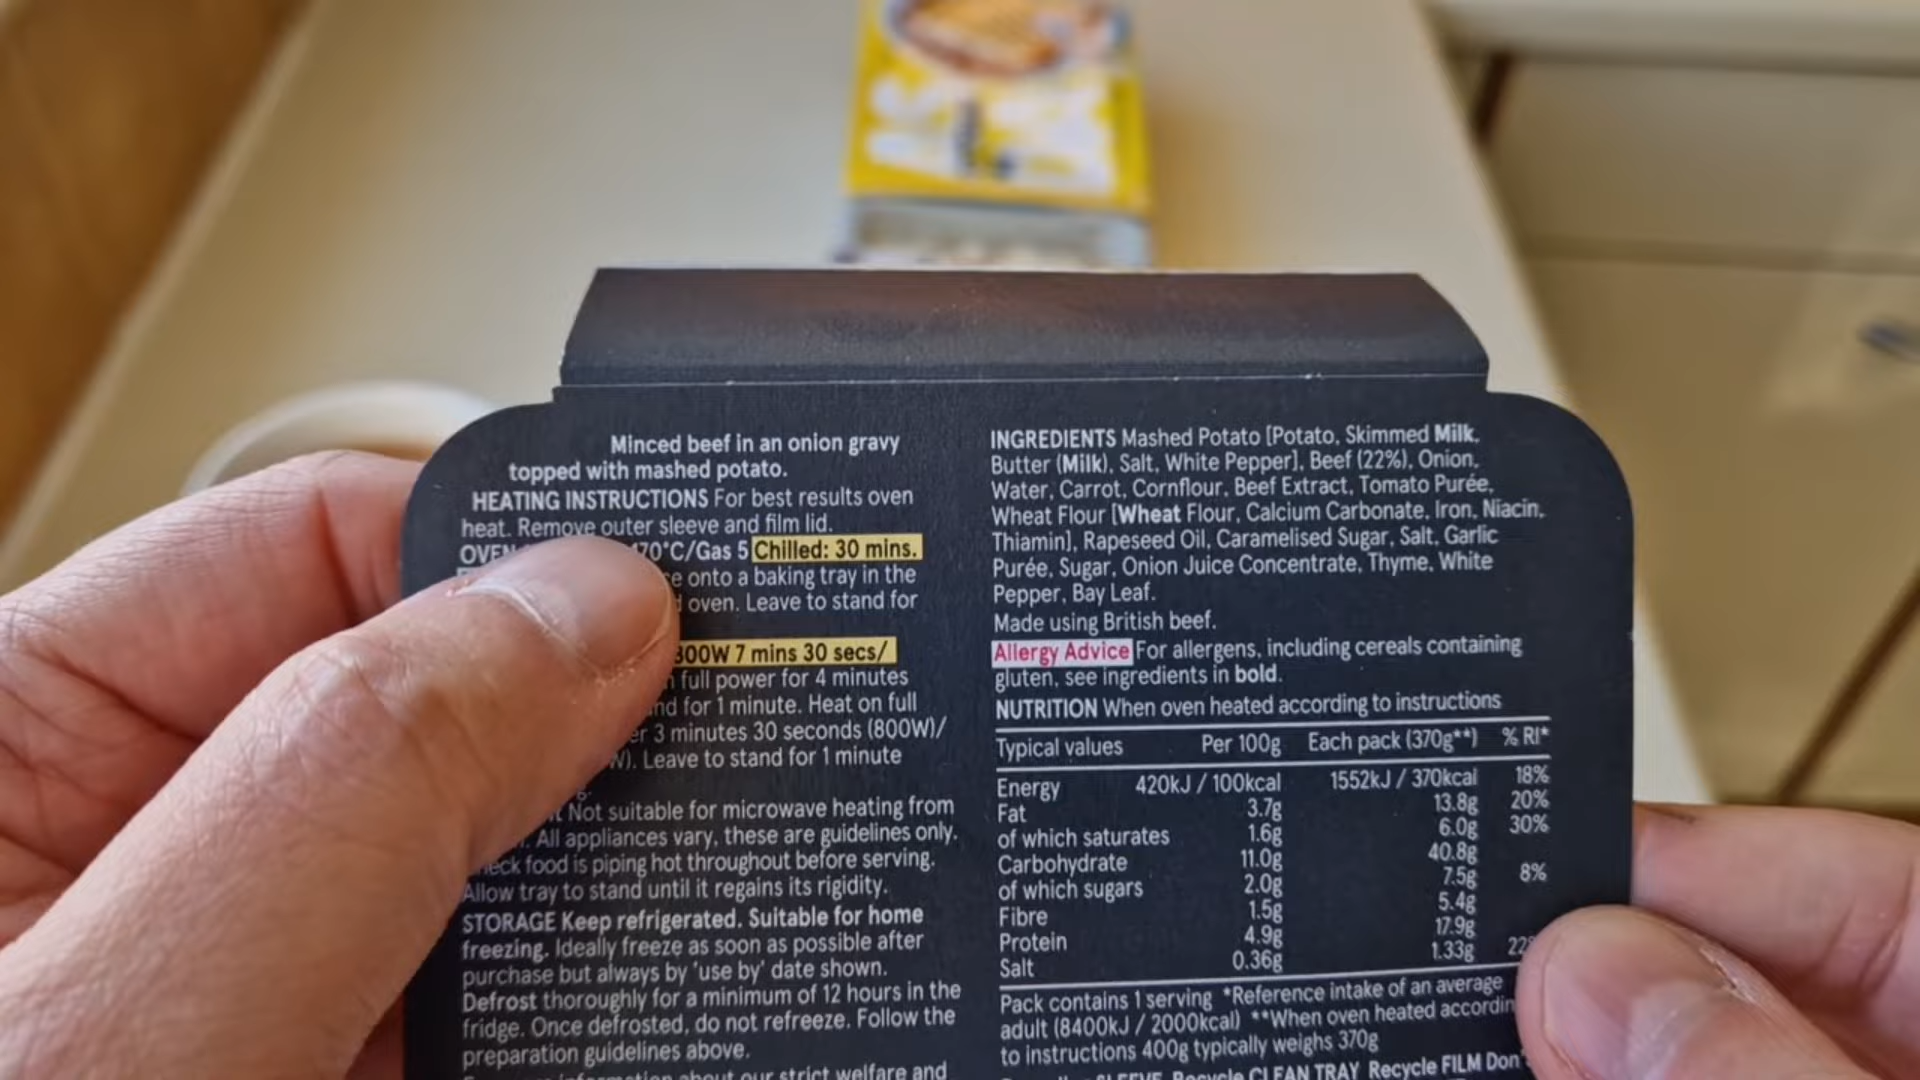 Minced beef in an onion gravy
topped with mashed potato.
HEATING INSTRUCTIONS For best results oven
heat. Remove outer sleeve and film lid.
OVEN 70°C/Gas 5 Chilled: 30 mins.
onto a baking tray in the
oven. Leave to stand for
800W 7 mins 30 secs/
full power for 4 minutes
for 1 minute. Heat on full
3 minutes 30 seconds (800W)/
Leave to stand for 1 minute
Not suitable for microwave heating from
All appliances vary, these are guidelines only.
food is piping hot throughout before serving.
Allow tray to stand until it regains its rigidity.
STORAGE Keep refrigerated. Suitable for home
freezing. Ideally freeze as soon as possible after
purchase but always by 'use by' date shown.
Defrost thoroughly for a minimum of 12 hours in the
fridge. Once defrosted, do not refreeze. Follow the
preparation guidelines above.
about our strict welfare and
INGREDIENTS Mashed Potato [Potato, Skimmed Milk,
Butter (Milk), Salt, White Pepper], Beef (22%), Onion,
Water, Carrot, Cornflour, Beef Extract, Tomato Purée,
Wheat Flour [Wheat Flour, Calcium Carbonate, Iron, Niacin,
Thiamin], Rapeseed Oil, Caramelised Sugar, Salt, Garlic
Purée, Sugar, Onion Juice Concentrate, Thyme, White
Pepper, Bay Leaf.
Made using British beef.
Allergy Advice For allergens, including cereals containing
gluten, see ingredients in bold.
NUTRITION When oven heated according to instructions
Typical values Per 100g Each pack (370g**) % RI*
Energy 420kJ / 100kcal 1552kJ / 370kcal 18%
Fat 3.7g 13.8g 20%
of which saturates 1.6g 6.0g 30%
Carbohydrate 11.0g 40.8g
of which sugars 2.0g 7.5g 8%
Fibre 1.5g 5.4g
Protein 4.9g 17.9g
Salt 0.36g 1.33g 22
Pack contains 1 serving *Reference intake of an average
adult (8400kJ / 2000kcal) **When oven heated accordin
to instructions 400g typically weighs 370g
SLEEVE Recycle CLEAN TRAY Recycle FILM Don'